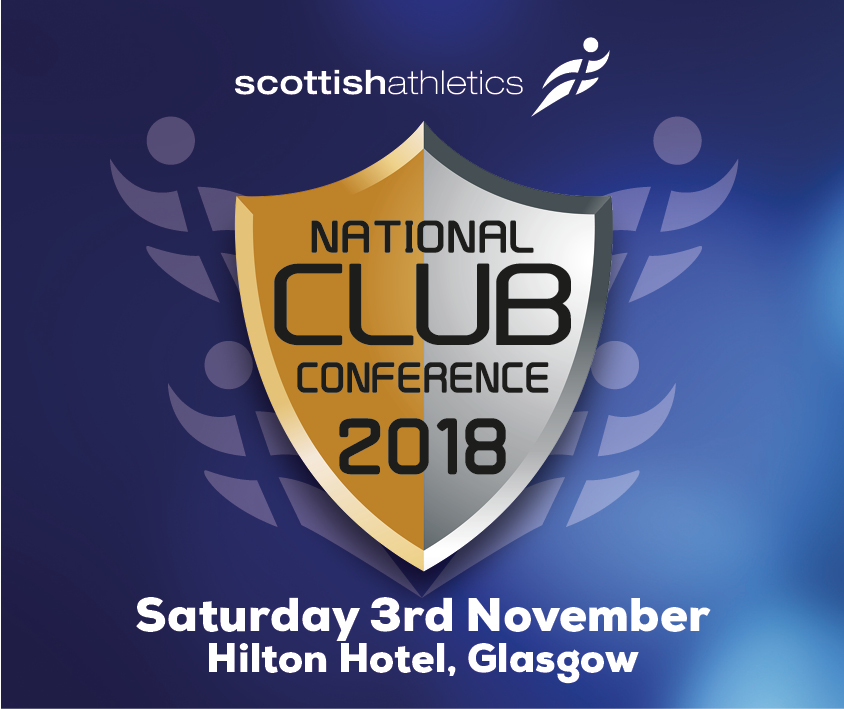 scottishathletics
NATIONAL
CLUB
CONFERENCE
2018
Saturday 3rd November
Hilton Hotel, Glasgow